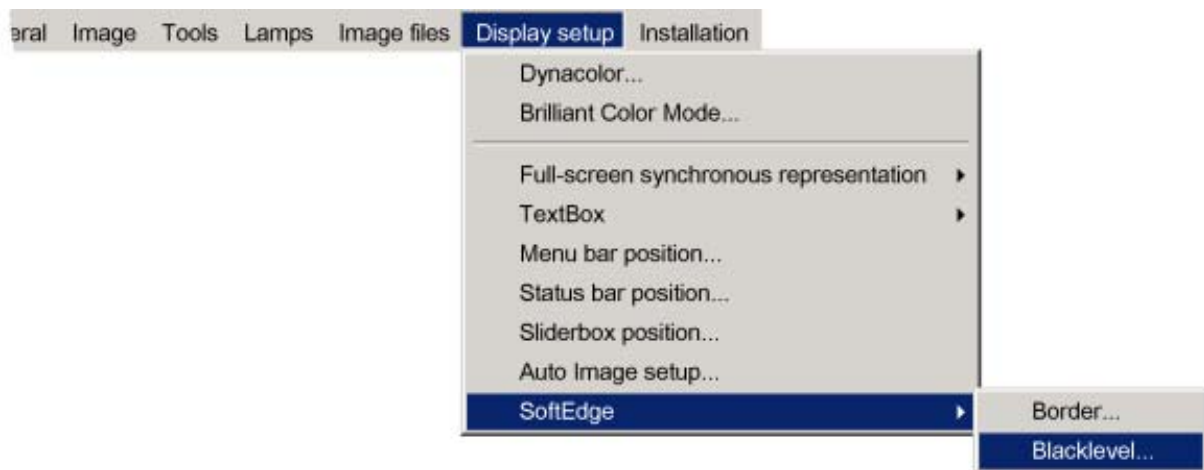 eral Image Tools Lamps Image files Display setup Installation
Dynacolor...
Brilliant Color Mode...
Full-screen synchronous representation
TextBox
Menu bar position...
Status bar position...
Sliderbox position...
Auto Image setup...
SoftEdge
Border...
Blacklevel...